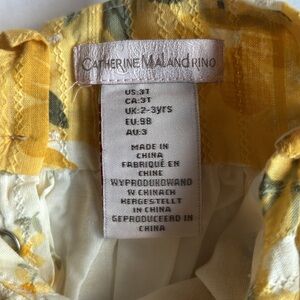 CATHERINE MALANDRINO
US:3T
CA:3T
UK:2-3yrs
EU:98
AU:3
MADE IN
CHINA
FABRIQUÉ EN
CHINE
WYPRODUKOWANO
W CHINACH
HERGESTELLT
IN CHINA
GEPRODUCEERD IN
CHINA